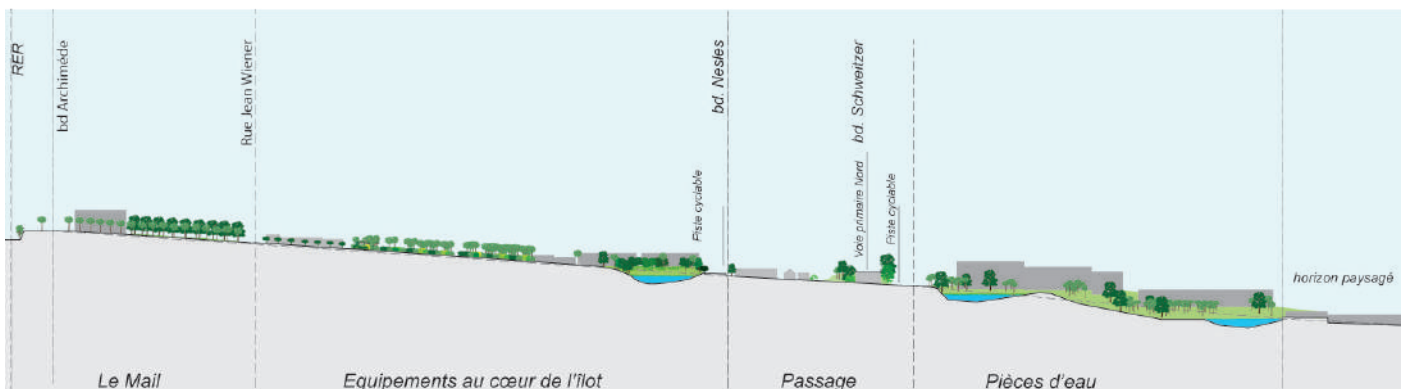 RER
bd Archimède
Rue Jean Wiener
Piste cyclable
bd. Nesles
Voie primaire Nord
bd. Schweitzer
Piste cyclable
horizon paysagé
Le Mail
Equipements au cœur de l'îlot
Passage
Pièces d'eau